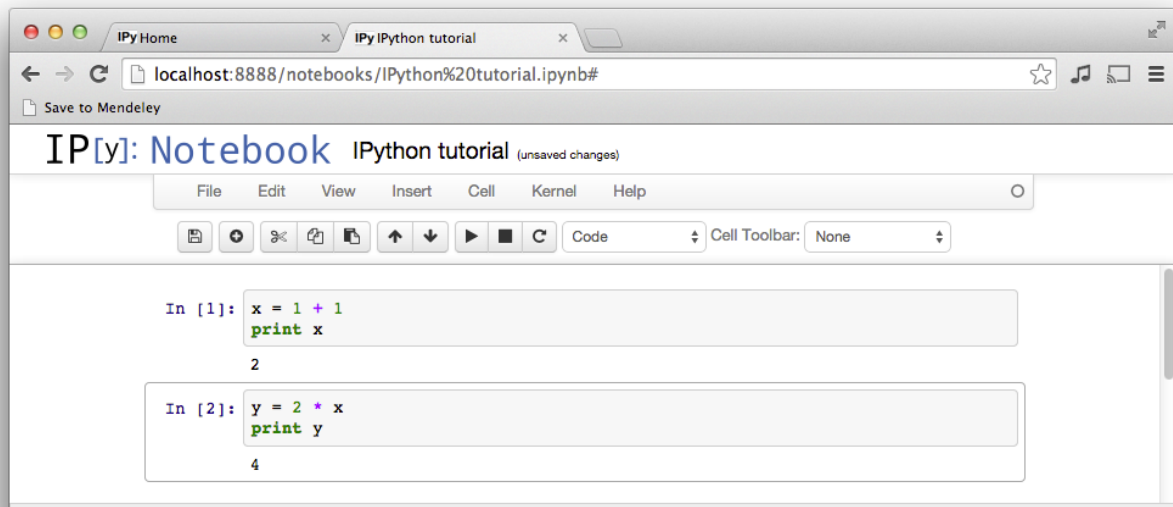 IPy Home × IPy IPython tutorial ×
localhost:8888/notebooks/IPython%20tutorial.ipynb#
Save to Mendeley
IP[y]: Notebook IPython tutorial (unsaved changes)
File Edit View Insert Cell Kernel Help
Code Cell Toolbar: None
In [1]: x = 1 + 1
print x
2
In [2]: y = 2 * x
print y
4